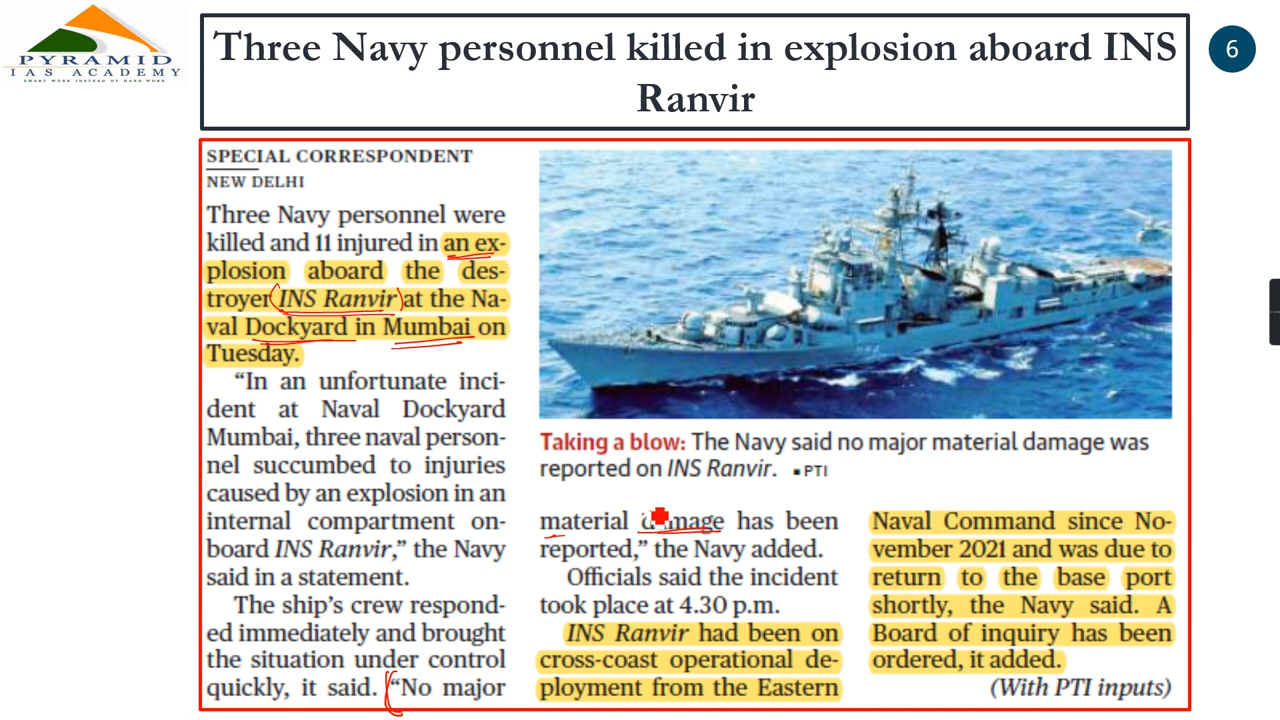 PYRAMID
IAS ACADEMY
SMART WORK INSTEAD OF HARD WORK
Three Navy personnel killed in explosion aboard INS
Ranvir
6
SPECIAL CORRESPONDENT
NEW DELHI
Three Navy personnel were
killed and 11 injured in an ex-
plosion aboard the des-
troyer INS Ranvir at the Na-
val Dockyard in Mumbai on
Tuesday.
“In an unfortunate inci-
dent at Naval Dockyard
Mumbai, three naval person-
nel succumbed to injuries
caused by an explosion in an
internal compartment on-
board INS Ranvir,” the Navy
said in a statement.
The ship’s crew respond-
ed immediately and brought
the situation under control
quickly, it said. “No major
Taking a blow: The Navy said no major material damage was
reported on INS Ranvir. ▪PTI
material damage has been
reported,” the Navy added.
Officials said the incident
took place at 4.30 p.m.
INS Ranvir had been on
cross-coast operational de-
ployment from the Eastern
Naval Command since No-
vember 2021 and was due to
return to the base port
shortly, the Navy said. A
Board of inquiry has been
ordered, it added.
(With PTI inputs)